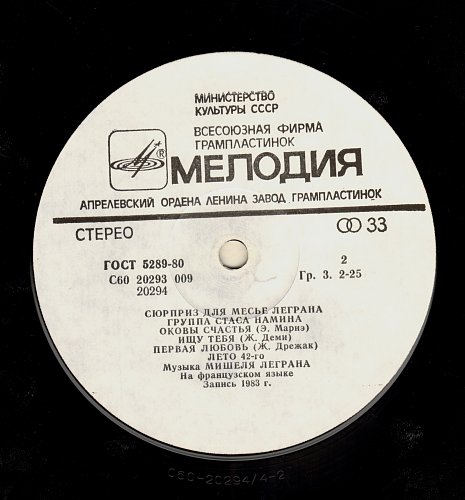 МИНИСТЕРСТВО
КУЛЬТУРЫ СССР
ВСЕСОЮЗНАЯ ФИРМА
ГРАМПЛАСТИНОК
®МЕЛОДИЯ
АПРЕЛЕВСКИЙ ОРДЕНА ЛЕНИНА ЗАВОД ГРАМПЛАСТИНОК
СТЕРЕО 33
ГОСТ 5289-80 2
С60 20293 009 Гр. 3. 2-25
20294
СЮРПРИЗ ДЛЯ МЕСЬЕ ЛЕГРАНА
ГРУППА СТАСА НАМИНА
ОКОВЫ СЧАСТЬЯ (Э. Марнэ)
ИЩУ ТЕБЯ (Ж. Деми)
ПЕРВАЯ ЛЮБОВЬ (Ж. Дрежак)
ЛЕТО 42-го
Музыка МИШЕЛЯ ЛЕГРАНА
На французском языке
Запись 1983 г.
С6С-20294/4-2